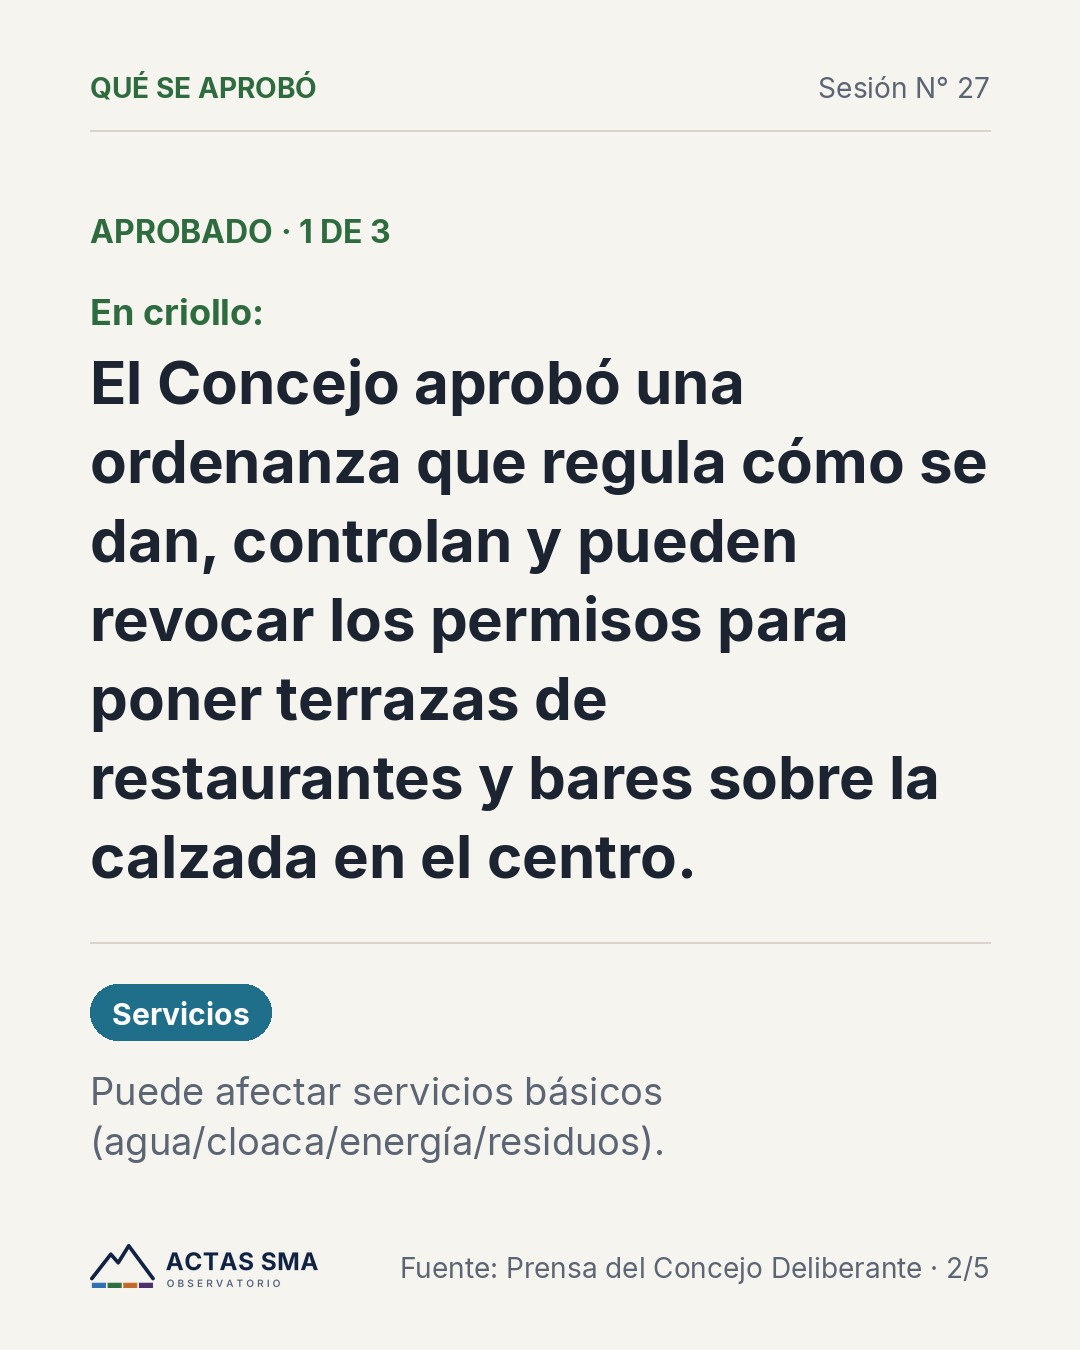 QUÉ SE APROBÓ
Sesión N° 27
APROBADO · 1 DE 3
En criollo:
El Concejo aprobó una
ordenanza que regula cómo se
dan, controlan y pueden
revocar los permisos para
poner terrazas de
restaurantes y bares sobre la
calzada en el centro.
Servicios
Puede afectar servicios básicos
(agua/cloaca/energía/residuos).
ACTAS SMA
OBSERVATORIO
Fuente: Prensa del Concejo Deliberante · 2/5